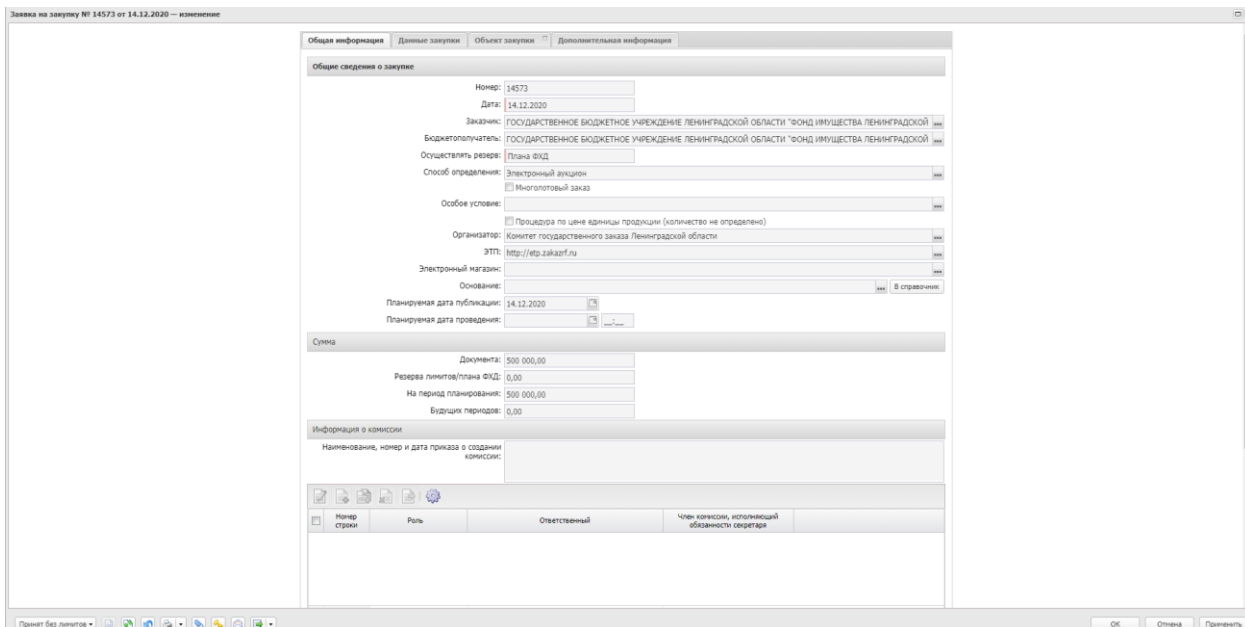 Заявка на закупку № 14573 от 14.12.2020 — изменение
Общая информация Данные закупки Объект закупки Дополнительная информация
Общие сведения о закупке
Номер: 14573
Дата: 14.12.2020
Заказчик: ГОСУДАРСТВЕННОЕ БЮДЖЕТНОЕ УЧРЕЖДЕНИЕ ЛЕНИНГРАДСКОЙ ОБЛАСТИ "ФОНД ИМУЩЕСТВА ЛЕНИНГРАДСКОЙ ...
Бюджетополучатель: ГОСУДАРСТВЕННОЕ БЮДЖЕТНОЕ УЧРЕЖДЕНИЕ ЛЕНИНГРАДСКОЙ ОБЛАСТИ "ФОНД ИМУЩЕСТВА ЛЕНИНГРАДСКОЙ ...
Осуществлять резерв: Плана ФХД
Способ определения: Электронный аукцион ...
Многолотовый заказ
Особое условие: ...
Процедура по цене единицы продукции (количество не определено)
Организатор: Комитет государственного заказа Ленинградской области ...
ЭТП: http://etp.zakazrf.ru ...
Электронный магазин: ...
Основание: ... В справочник
Планируемая дата публикации: 14.12.2020
Планируемая дата проведения: __:__
Сумма
Документа: 500 000,00
Резерва лимитов/плана ФХД: 0,00
На период планирования: 500 000,00
Будущих периодов: 0,00
Информация о комиссии
Наименование, номер и дата приказа о создании
комиссии:
Номер строки Роль Ответственный Член комиссии, исполняющий обязанности секретаря
Принят без лимитов ОК Отмена Применить